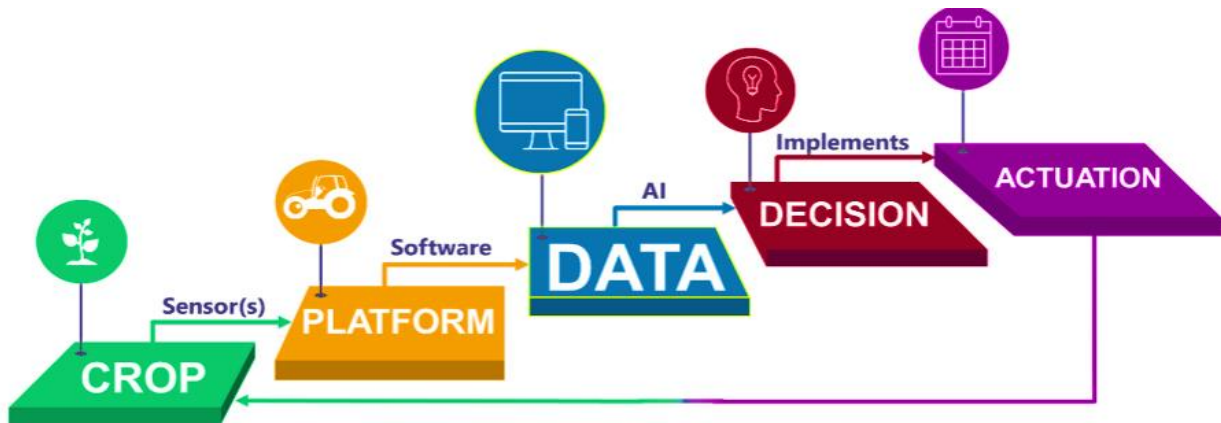 CROP
Sensor(s)
PLATFORM
Software
DATA
AI
DECISION
Implements
ACTUATION